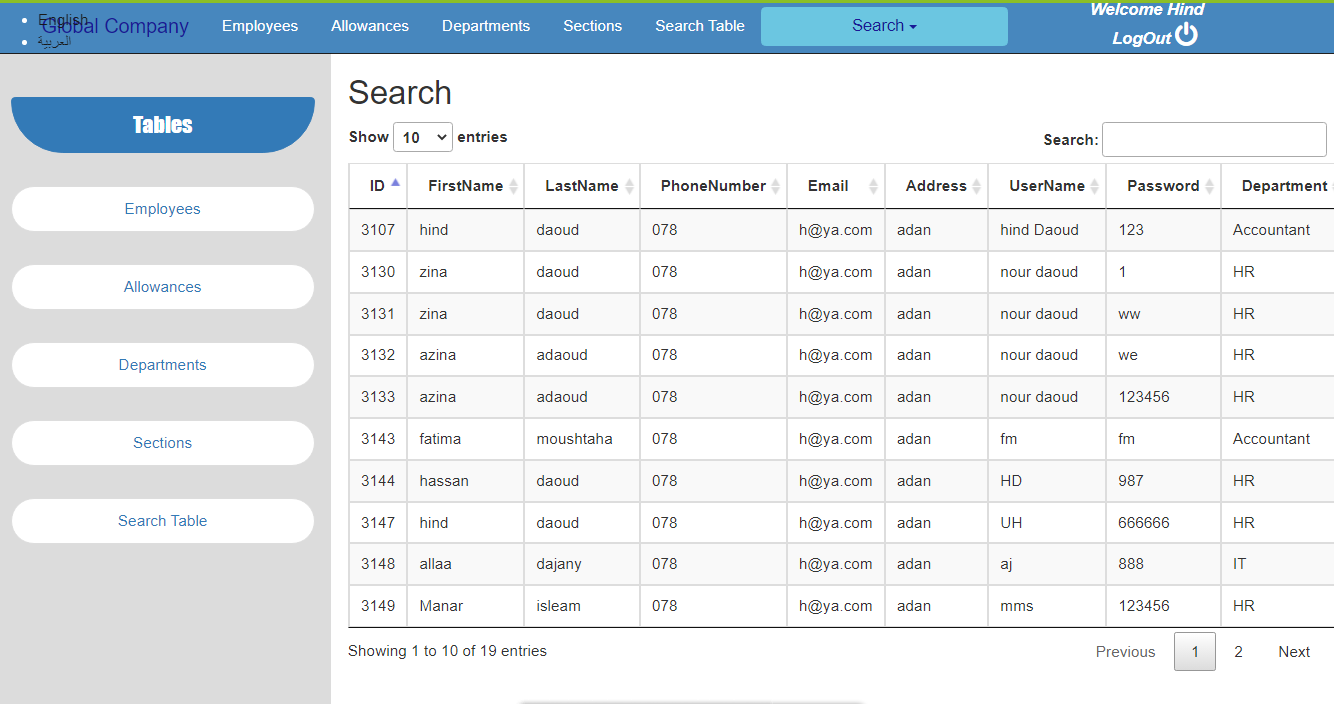 English
العربية
Global Company Employees Allowances Departments Sections Search Table Search
Welcome Hind
LogOut
Tables
Employees
Allowances
Departments
Sections
Search Table
Search
Show 10 entries
Search:
ID FirstName LastName PhoneNumber Email Address UserName Password Department
3107 hind daoud 078 h@ya.com adan hind Daoud 123 Accountant
3130 zina daoud 078 h@ya.com adan nour daoud 1 HR
3131 zina daoud 078 h@ya.com adan nour daoud ww HR
3132 azina adaoud 078 h@ya.com adan nour daoud we HR
3133 azina adaoud 078 h@ya.com adan nour daoud 123456 HR
3143 fatima moushtaha 078 h@ya.com adan fm fm Accountant
3144 hassan daoud 078 h@ya.com adan HD 987 HR
3147 hind daoud 078 h@ya.com adan UH 666666 HR
3148 allaa dajany 078 h@ya.com adan aj 888 IT
3149 Manar isleam 078 h@ya.com adan mms 123456 HR
Showing 1 to 10 of 19 entries
Previous 1 2 Next